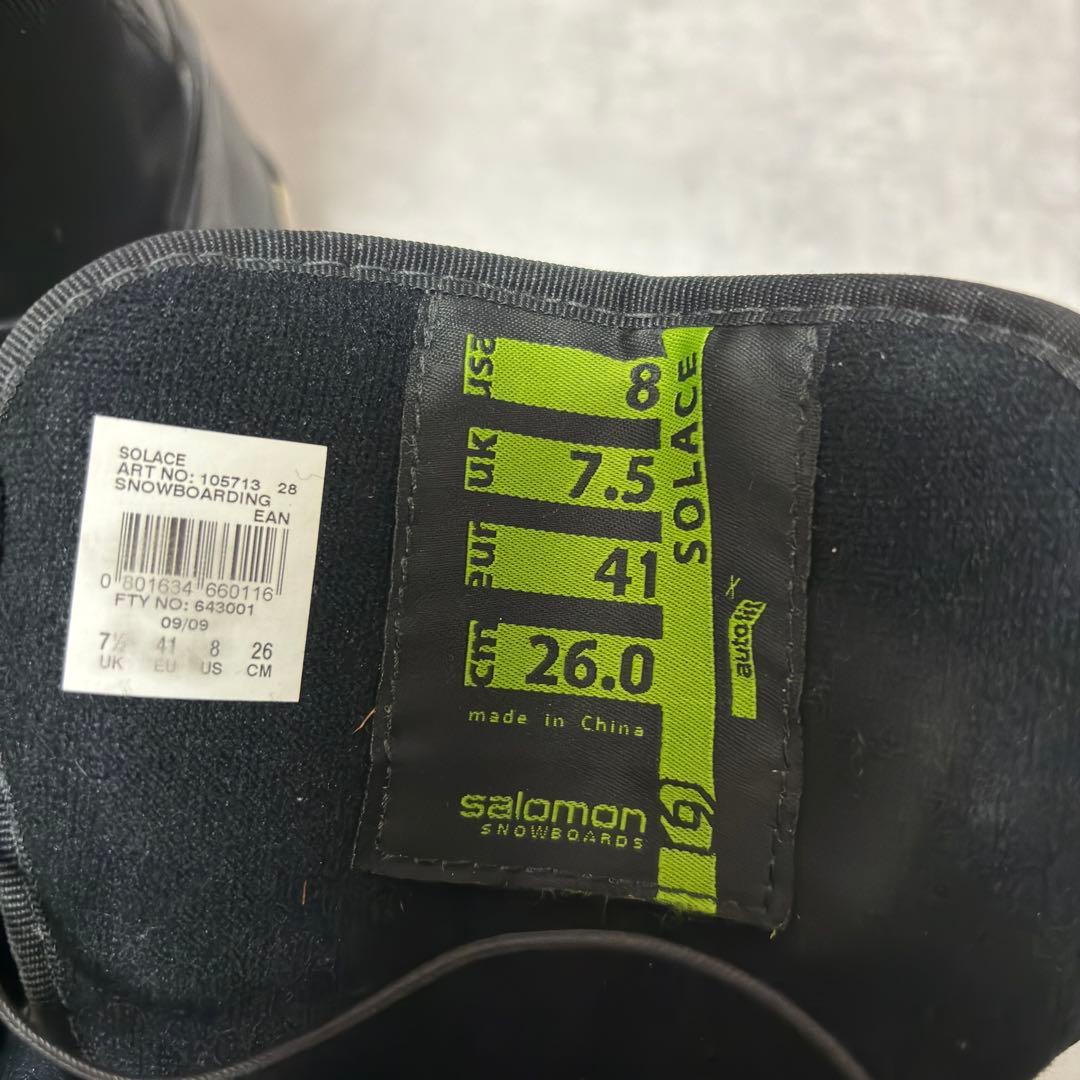 SOLACE
ART NO: 105713 28
SNOWBOARDING
EAN
0 801634 660116
FTY NO: 643001
09/09
7½ 41 8 26
UK EU US CM
usa 8
uk 7.5
eur 41
cm 26.0
made in China
salomon
SNOWBOARDS
SOLACE